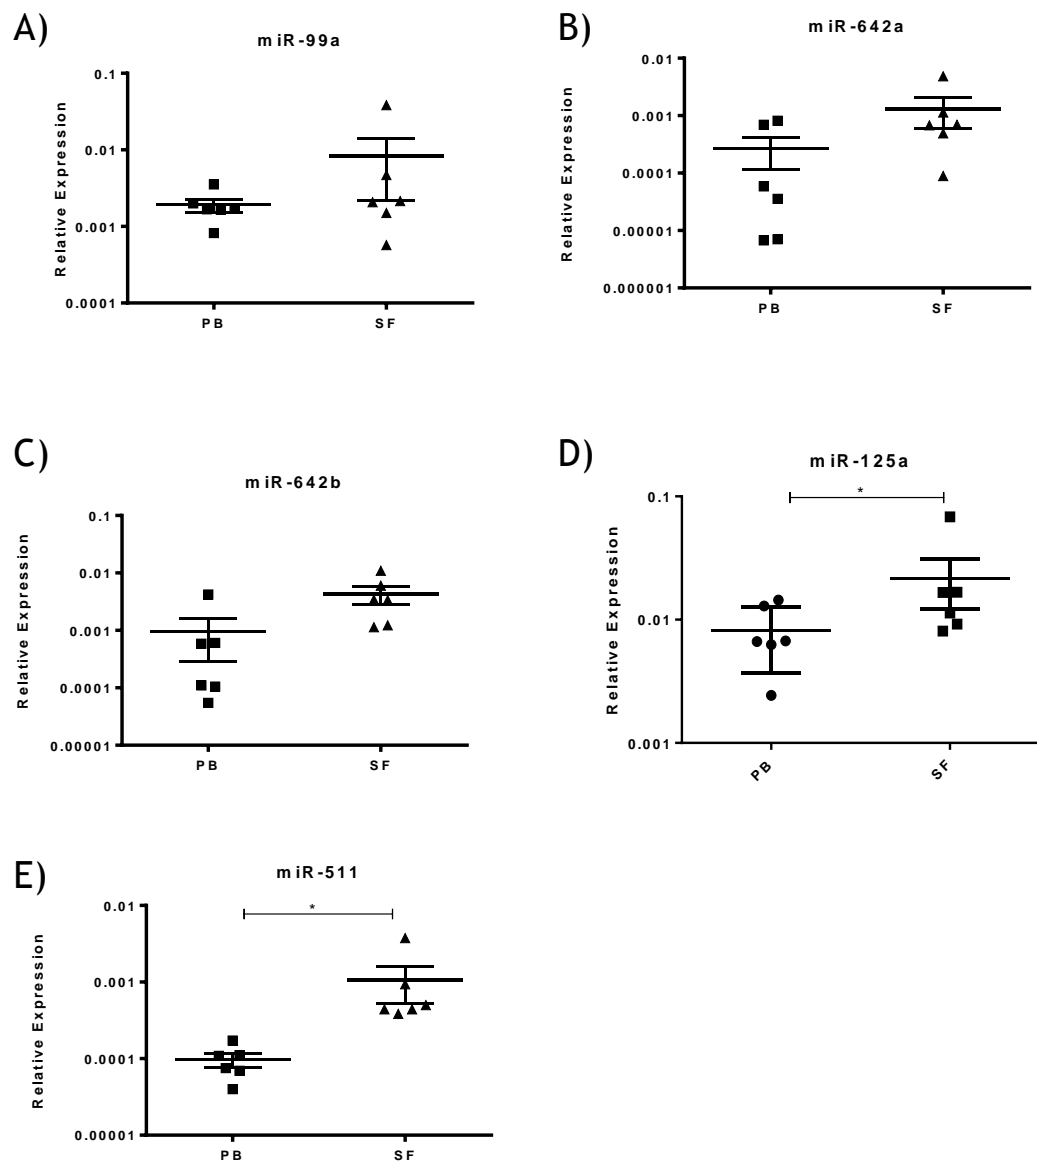 A)
miR-99a
Relative Expression
0.1
0.01
0.001
0.0001
PB
SF
B)
miR-642a
Relative Expression
0.01
0.001
0.0001
0.00001
0.000001
PB
SF
C)
miR-642b
Relative Expression
0.1
0.01
0.001
0.0001
0.00001
PB
SF
D)
miR-125a
Relative Expression
0.1
0.01
0.001
*
PB
SF
E)
miR-511
Relative Expression
0.01
0.001
0.0001
0.00001
*
PB
SF